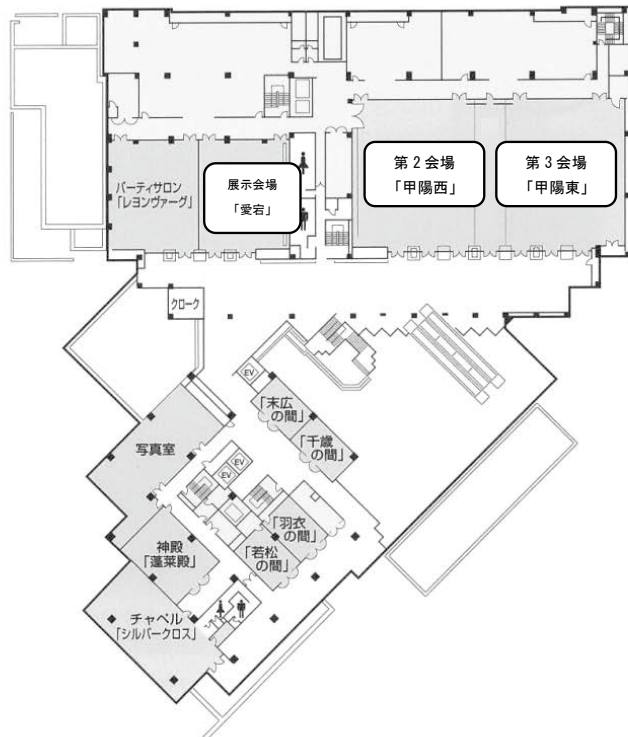 第2会場
「甲陽西」
第3会場
「甲陽東」
展示会場
「愛宕」
パーティサロン
「レヨンヴァーグ」
クローク
EV
「末広
の間」
「千歳
の間」
写真室
EV
EV
「羽衣
の間」
「若松
の間」
神殿
「蓬莱殿」
チャペル
「シルバークロス」